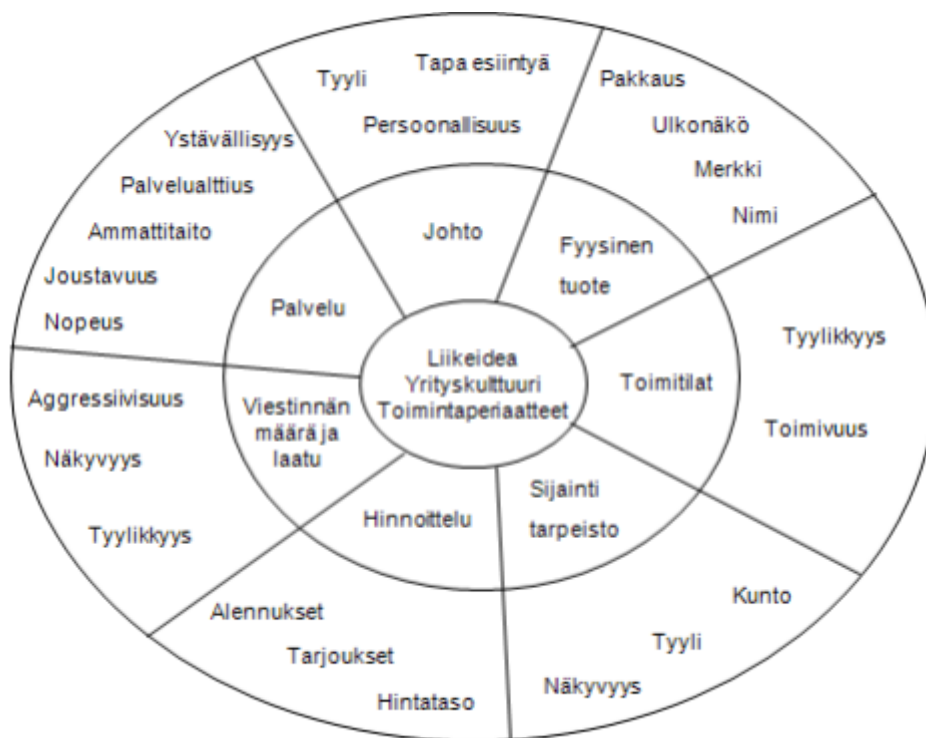 Tyyli
Tapa esiintyä
Persoonallisuus
Pakkaus
Ulkonäkö
Merkki
Nimi
Ystävällisyys
Palvelualttius
Ammattitaito
Joustavuus
Nopeus
Johto
Fyysinen
tuote
Palvelu
Liikeidea
Yrityskulttuuri
Toimintaperiaatteet
Toimitilat
Tyylikkyys
Toimivuus
Aggressiivisuus
Näkyvyys
Tyylikkyys
Viestinnän
määrä ja
laatu
Hinnoittelu
Sijainti
tarpeisto
Alennukset
Tarjoukset
Hintataso
Kunto
Tyyli
Näkyvyys